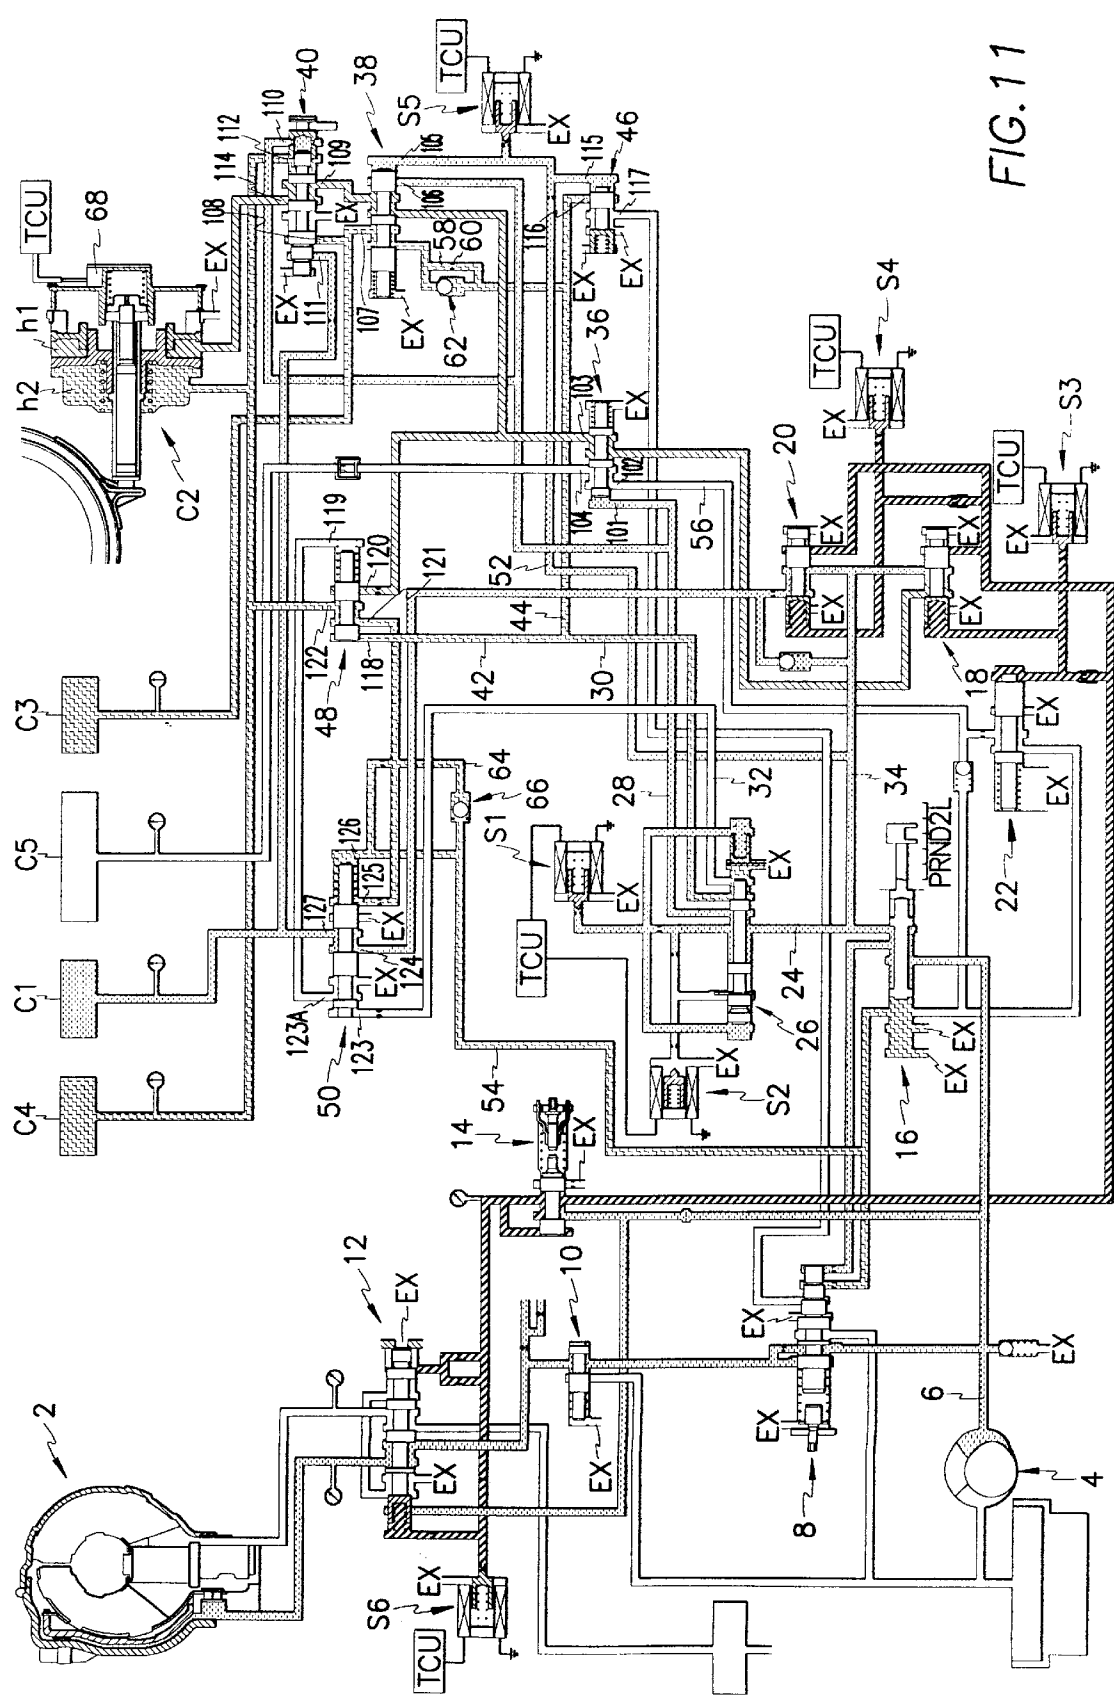 FIG. 11
C4
C1
C5
C3
h2
h1
TCU
68
EX
C2
108
114
112
110
40
109
EX
111
EX
107
38
105
106
EX
58
60
62
TCU
S5
EX
115
46
116
117
EX
EX
36
103
EX
104
102
101
56
119
120
121
122
118
48
42
44
52
30
127
126
125
EX
124
EX
123A
123
50
64
66
54
28
32
34
S1
EX
TCU
EX
24
26
S2
EX
TCU
S4
EX
20
EX
EX
TCU
S3
EX
EX
EX
18
EX
EX
22
PRND2L
EX
EX
16
14
EX
12
EX
EX
10
EX
EX
EX
8
EX
6
4
2
TCU
S6
EX